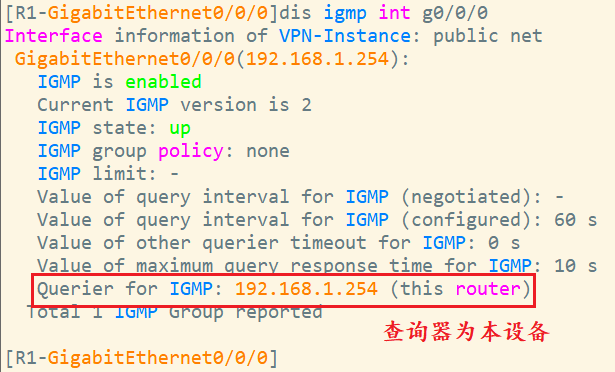 [R1-GigabitEthernet0/0/0]dis igmp int g0/0/0
Interface information of VPN-Instance: public net
GigabitEthernet0/0/0(192.168.1.254):
IGMP is enabled
Current IGMP version is 2
IGMP state: up
IGMP group policy: none
IGMP limit: -
Value of query interval for IGMP (negotiated): -
Value of query interval for IGMP (configured): 60 s
Value of other querier timeout for IGMP: 0 s
Value of maximum query response time for IGMP: 10 s
Querier for IGMP: 192.168.1.254 (this router)
Total 1 IGMP Group reported
查询器为本设备
[R1-GigabitEthernet0/0/0]